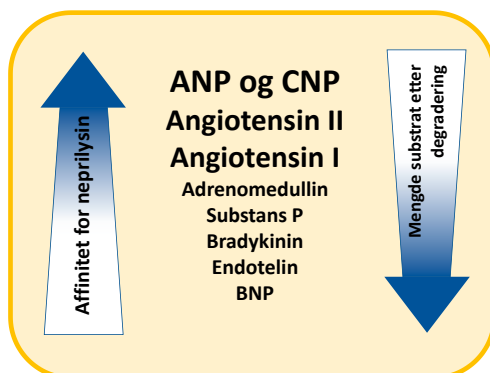 Affinitet for neprilysin
ANP og CNP
Angiotensin II
Angiotensin I
Adrenomedullin
Substans P
Bradykinin
Endotelin
BNP
Mengde substrat etter
degradering